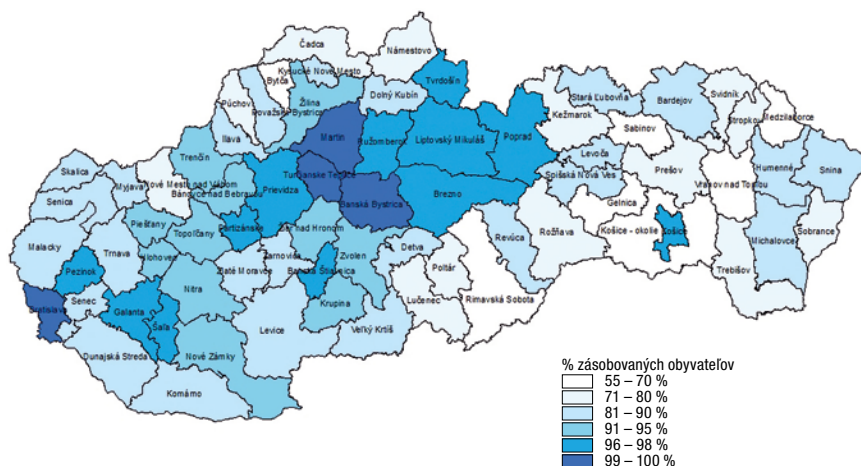 Čadca
Námestovo
Kysucké Nové Mesto
Bytča
Tvrdošín
Dolný Kubín
Púchov
Žilina
Považská Bystrica
Ilava
Martin
Ružomberok
Liptovský Mikuláš
Poprad
Kežmarok
Stará Ľubovňa
Bardejov
Svidník
Stropkov
Medzilaborce
Sabinov
Levoča
Prešov
Humenné
Snina
Spišská Nová Ves
Vranov nad Topľou
Gelnica
Košice - okolie
Košice
Michalovce
Sobrance
Trebišov
Trenčín
Skalica
Myjava
Nové Mesto nad Váhom
Bánovce nad Bebravou
Prievidza
Turčianske Teplice
Banská Bystrica
Brezno
Senica
Piešťany
Topoľčany
Partizánske
Žiar nad Hronom
Zvolen
Detva
Revúca
Rožňava
Malacky
Trnava
Hlohovec
Zlaté Moravce
Žarnovica
Banská Štiavnica
Poltár
Pezinok
Nitra
Krupina
Lučenec
Rimavská Sobota
Bratislava
Senec
Galanta
Šaľa
Levice
Veľký Krtíš
Dunajská Streda
Nové Zámky
Komárno
% zásobovaných obyvateľov
55 – 70 %
71 – 80 %
81 – 90 %
91 – 95 %
96 – 98 %
99 – 100 %